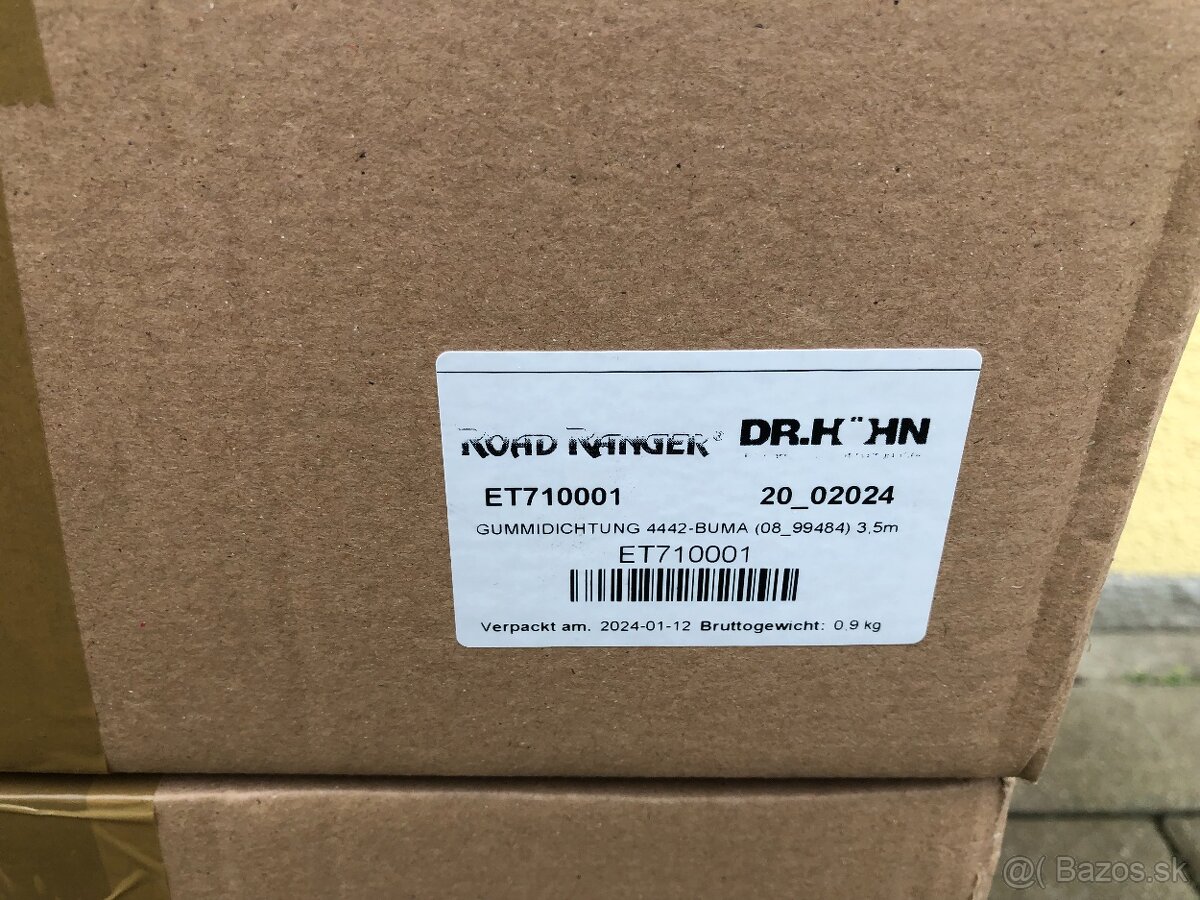 ROAD RANGER® DR.HÖHN
ET710001 20_02024
GUMMIDICHTUNG 4442-BUMA (08_99484) 3,5m
ET710001
Verpackt am. 2024-01-12 Bruttogewicht: 0,9 kg
@( Bazos.sk